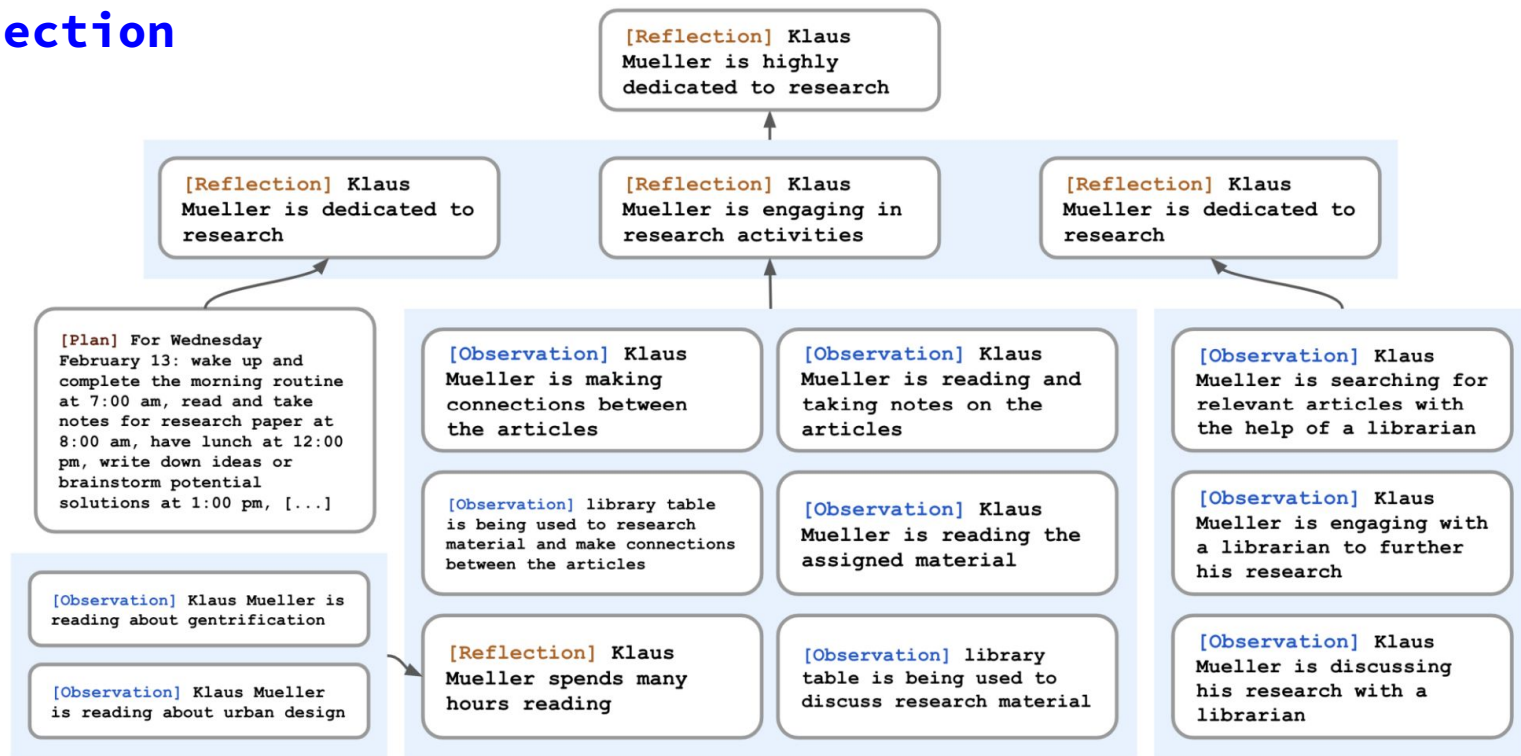 ection
[Reflection] Klaus
Mueller is highly
dedicated to research
[Reflection] Klaus
Mueller is dedicated to
research
[Reflection] Klaus
Mueller is engaging in
research activities
[Reflection] Klaus
Mueller is dedicated to
research
[Plan] For Wednesday
February 13: wake up and
complete the morning routine
at 7:00 am, read and take
notes for research paper at
8:00 am, have lunch at 12:00
pm, write down ideas or
brainstorm potential
solutions at 1:00 pm, [...]
[Observation] Klaus Mueller is
reading about gentrification
[Observation] Klaus Mueller
is reading about urban design
[Observation] Klaus
Mueller is making
connections between
the articles
[Observation] Klaus
Mueller is reading and
taking notes on the
articles
[Observation] library table
is being used to research
material and make connections
between the articles
[Observation] Klaus
Mueller is reading the
assigned material
[Reflection] Klaus
Mueller spends many
hours reading
[Observation] library
table is being used to
discuss research material
[Observation] Klaus
Mueller is searching for
relevant articles with
the help of a librarian
[Observation] Klaus
Mueller is engaging with
a librarian to further
his research
[Observation] Klaus
Mueller is discussing
his research with a
librarian